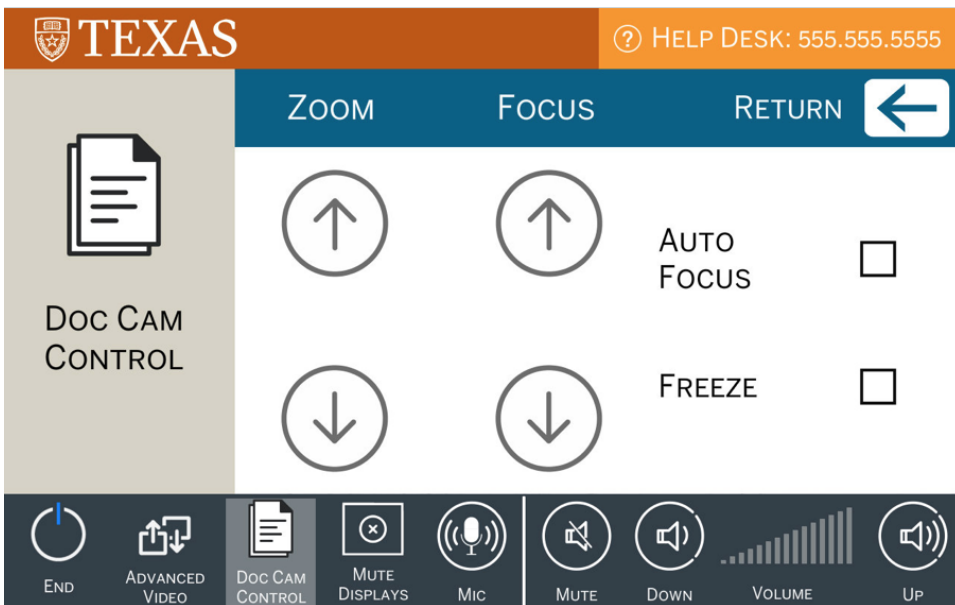 TEXAS
HELP DESK: 555.555.5555
ZOOM
FOCUS
RETURN
DOC CAM
CONTROL
AUTO
FOCUS
FREEZE
END
ADVANCED
VIDEO
DOC CAM
CONTROL
MUTE
DISPLAYS
MIC
MUTE
DOWN
VOLUME
UP